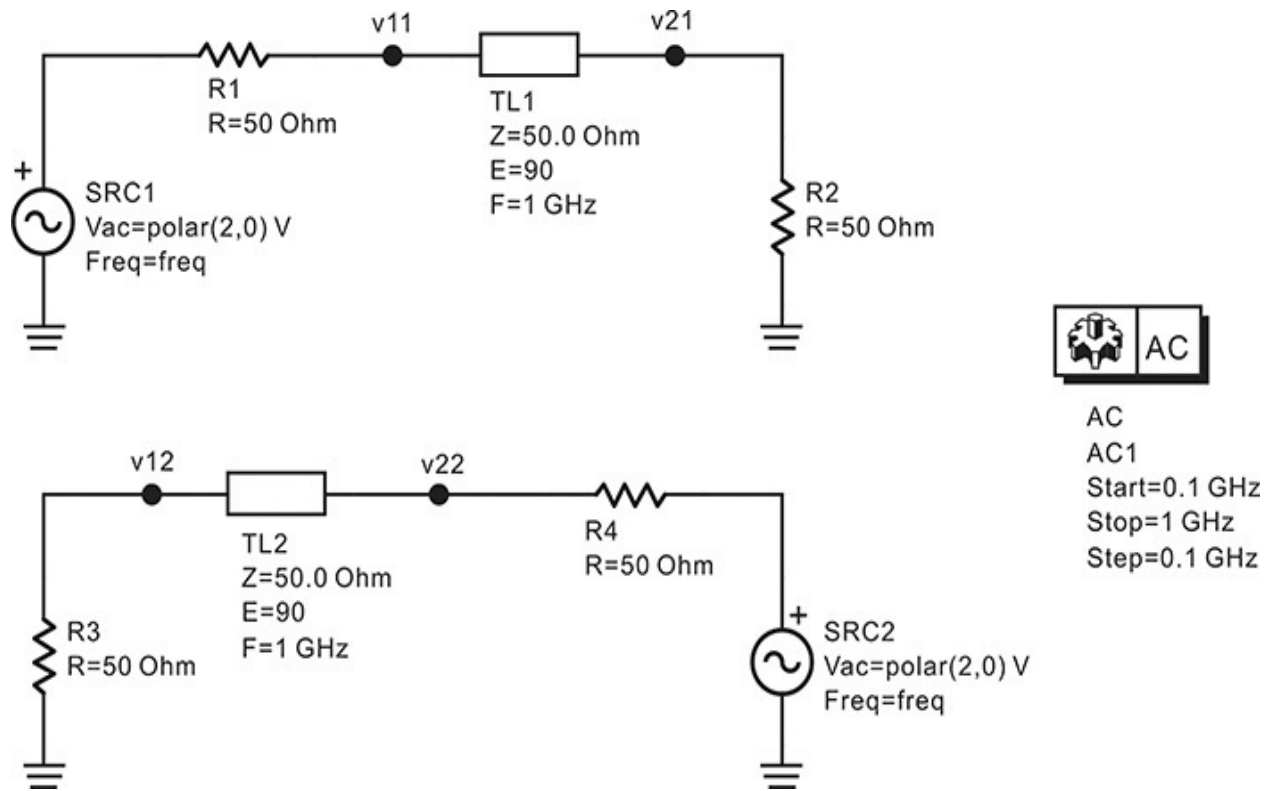 v11
v21
R1
R=50 Ohm
TL1
Z=50.0 Ohm
E=90
F=1 GHz
+
SRC1
Vac=polar(2,0) V
Freq=freq
R2
R=50 Ohm
AC
AC
AC1
Start=0.1 GHz
Stop=1 GHz
Step=0.1 GHz
v12
v22
TL2
Z=50.0 Ohm
E=90
F=1 GHz
R4
R=50 Ohm
R3
R=50 Ohm
+
SRC2
Vac=polar(2,0) V
Freq=freq